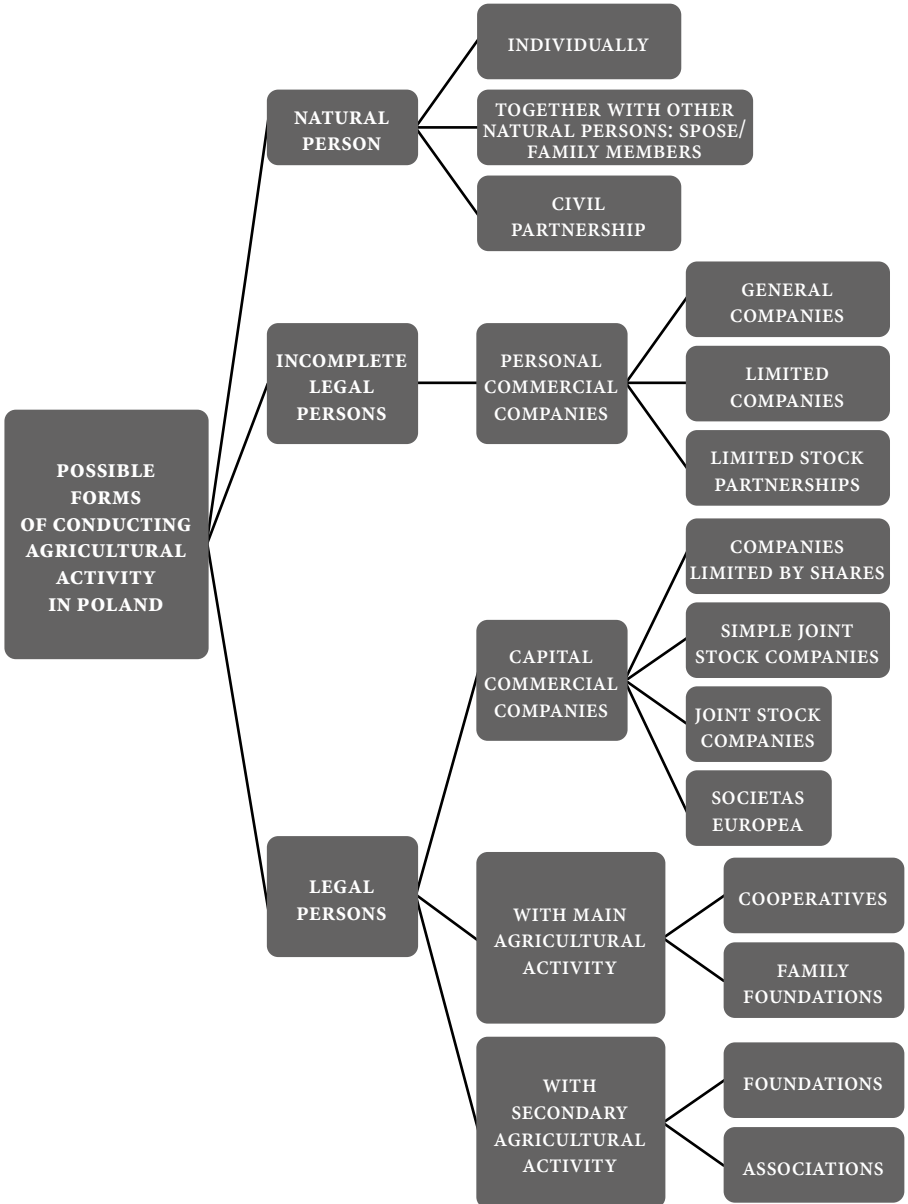 INDIVIDUALLY
NATURAL
PERSON
TOGETHER WITH OTHER
NATURAL PERSONS: SPOSE/
FAMILY MEMBERS
CIVIL
PARTNERSHIP
INCOMPLETE
LEGAL
PERSONS
PERSONAL
COMMERCIAL
COMPANIES
GENERAL
COMPANIES
LIMITED
COMPANIES
LIMITED STOCK
PARTNERSHIPS
POSSIBLE
FORMS
OF CONDUCTING
AGRICULTURAL
ACTIVITY
IN POLAND
COMPANIES
LIMITED BY SHARES
CAPITAL
COMMERCIAL
COMPANIES
SIMPLE JOINT
STOCK COMPANIES
JOINT STOCK
COMPANIES
SOCIETAS
EUROPEA
LEGAL
PERSONS
WITH MAIN
AGRICULTURAL
ACTIVITY
COOPERATIVES
FAMILY
FOUNDATIONS
WITH
SECONDARY
AGRICULTURAL
ACTIVITY
FOUNDATIONS
ASSOCIATIONS